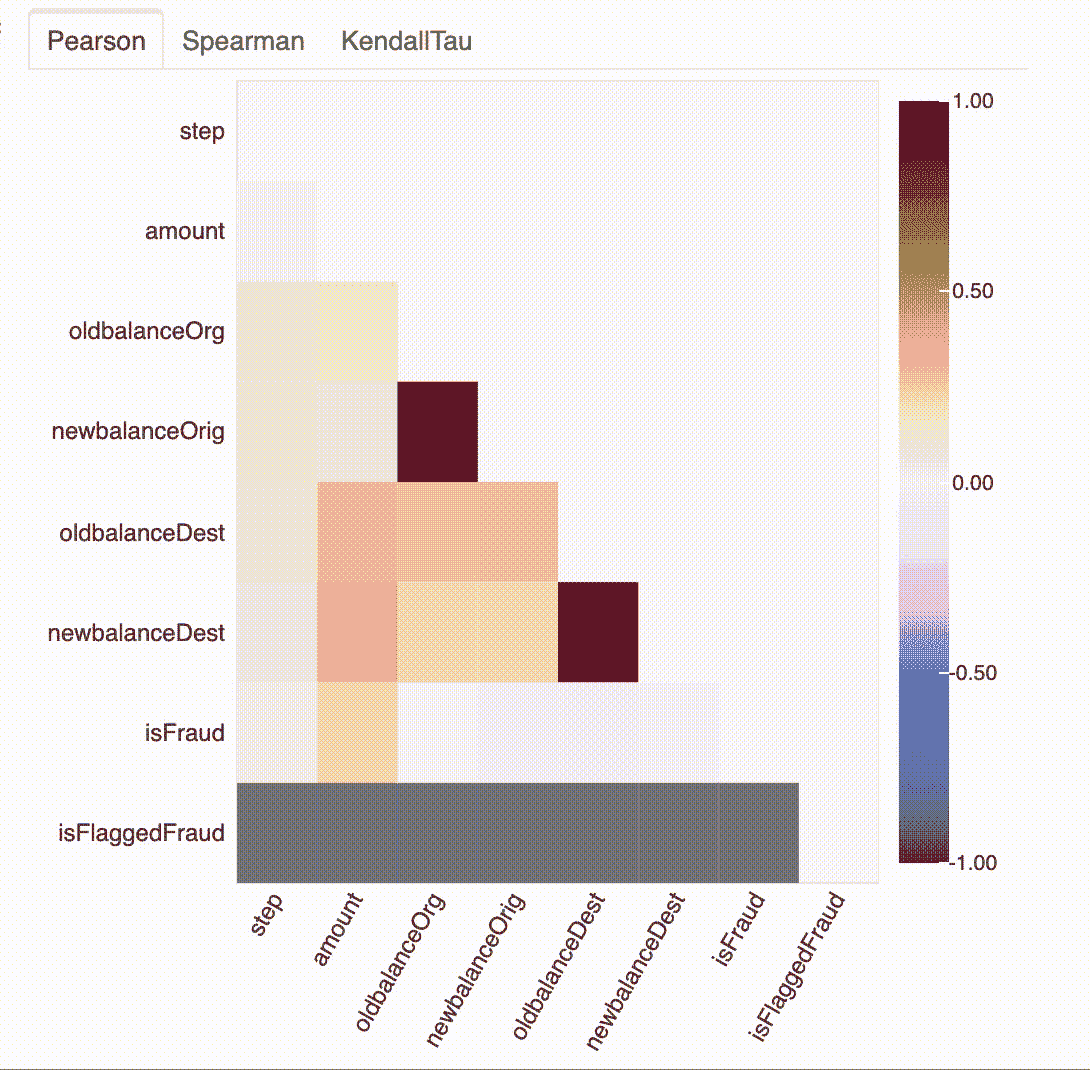 Pearson Spearman KendallTau
step
amount
oldbalanceOrg
newbalanceOrig
oldbalanceDest
newbalanceDest
isFraud
isFlaggedFraud
step amount oldbalanceOrg newbalanceOrig oldbalanceDest newbalanceDest isFraud isFlaggedFraud
1.00
0.50
0.00
-0.50
-1.00